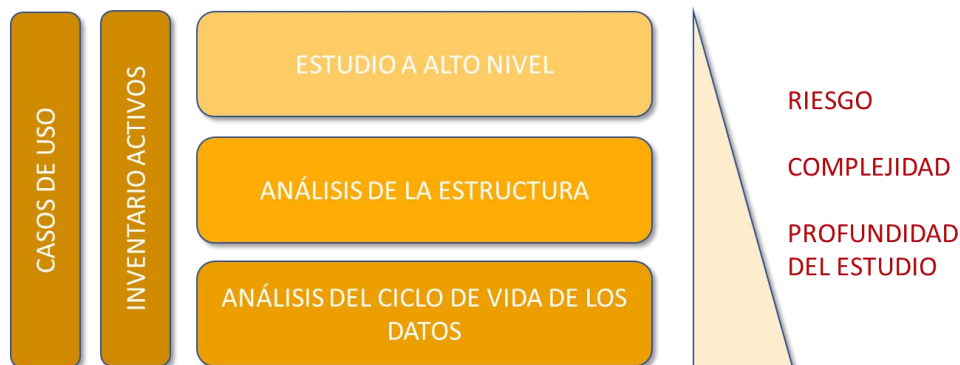 CASOS DE USO
INVENTARIO ACTIVOS
ESTUDIO A ALTO NIVEL
ANÁLISIS DE LA ESTRUCTURA
ANÁLISIS DEL CICLO DE VIDA DE LOS
DATOS
RIESGO
COMPLEJIDAD
PROFUNDIDAD
DEL ESTUDIO